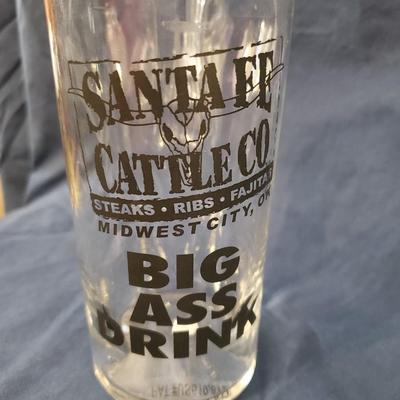 SANTA FE
CATTLE CO
STEAKS • RIBS • FAJITAS
MIDWEST CITY, OK
BIG
ASS
DRINK